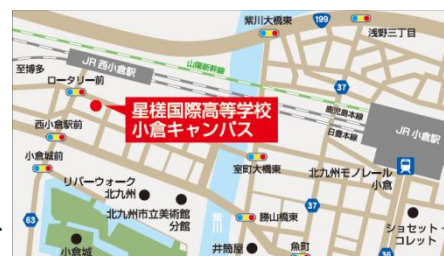 紫川大橋東
199
浅野三丁目
JR 西小倉駅
山陽新幹線
至博多
ロータリー前
37
星槎国際高等学校
小倉キャンパス
鹿児島本線
日豊本線
JR 小倉駅
西小倉駅前
小倉城前
室町大橋東
北九州モノレール
小倉
リバーウォーク
北九州
37
北九州市立美術館
分館
紫川
勝山橋東
63
小倉城
井筒屋
魚町
ショセット・
コレット
36